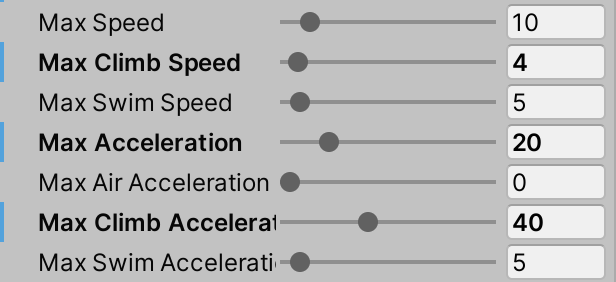 Max Speed 10
Max Climb Speed 4
Max Swim Speed 5
Max Acceleration 20
Max Air Acceleration 0
Max Climb Accelerat 40
Max Swim Accelerati 5